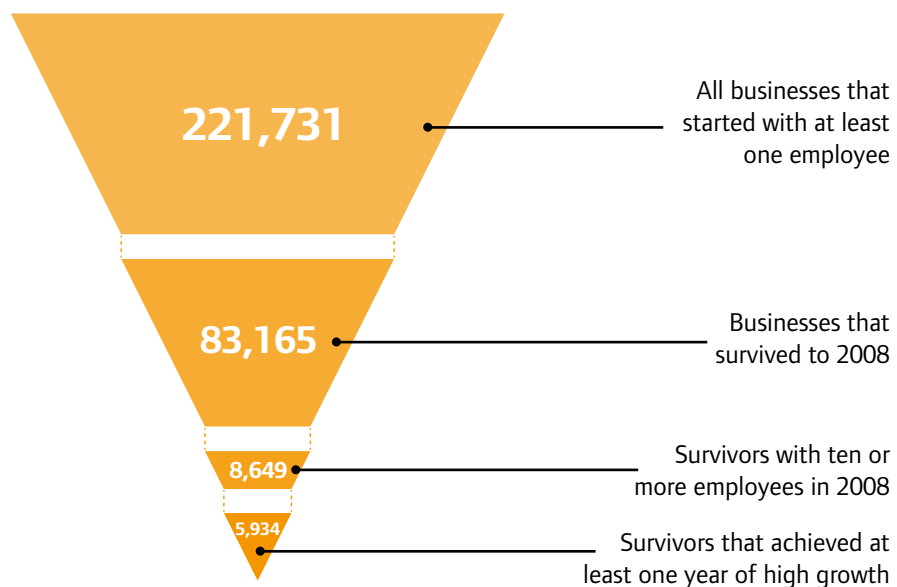 221,731
All businesses that
started with at least
one employee
83,165
Businesses that
survived to 2008
8,649
Survivors with ten or
more employees in 2008
5,934
Survivors that achieved at
least one year of high growth